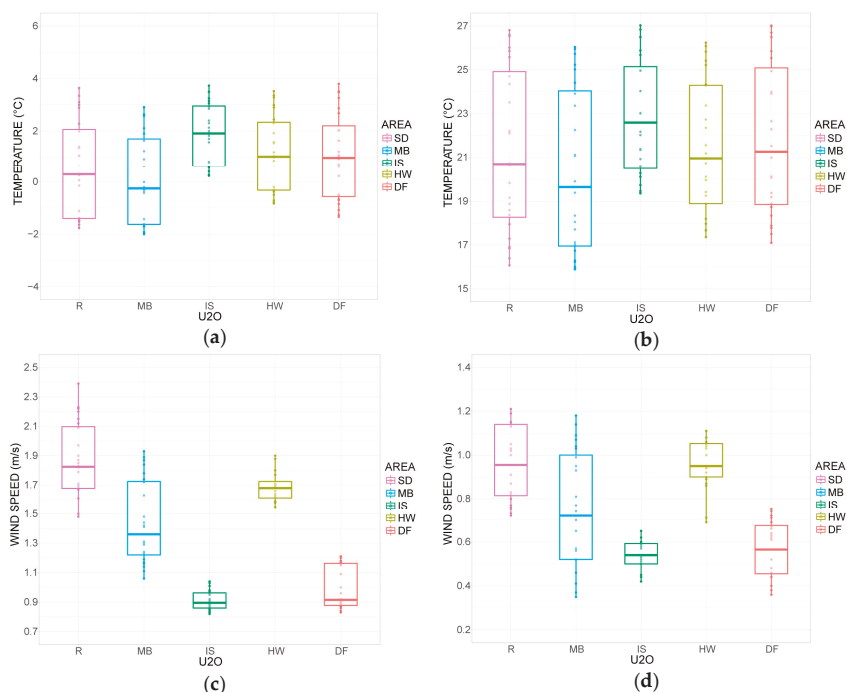 6
4
2
0
−2
−4
TEMPERATURE (°C)
R MB IS HW DF
U2O
AREA
SD
MB
IS
HW
DF
(a)
27
25
23
21
19
17
15
TEMPERATURE (°C)
R MB IS HW DF
U2O
AREA
SD
MB
IS
HW
DF
(b)
2.5
2.3
2.1
1.9
1.7
1.5
1.3
1.1
0.9
0.7
WIND SPEED (m/s)
R MB IS HW DF
U2O
AREA
SD
MB
IS
HW
DF
(c)
1.4
1.2
1.0
0.8
0.6
0.4
0.2
WIND SPEED (m/s)
R MB IS HW DF
U2O
AREA
SD
MB
IS
HW
DF
(d)